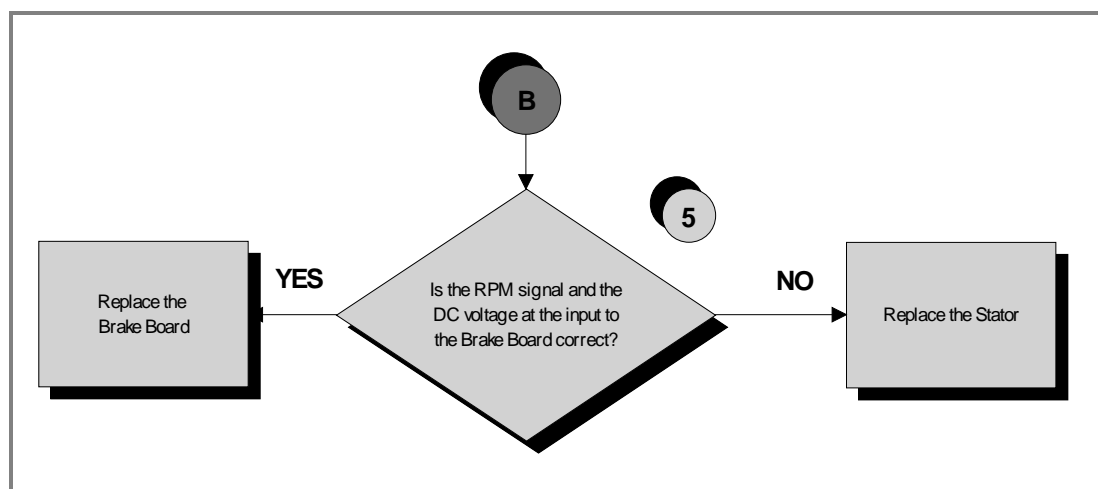 B
5
YES
NO
Is the RPM signal and the
DC voltage at the input to
the Brake Board correct?
Replace the
Brake Board
Replace the Stator